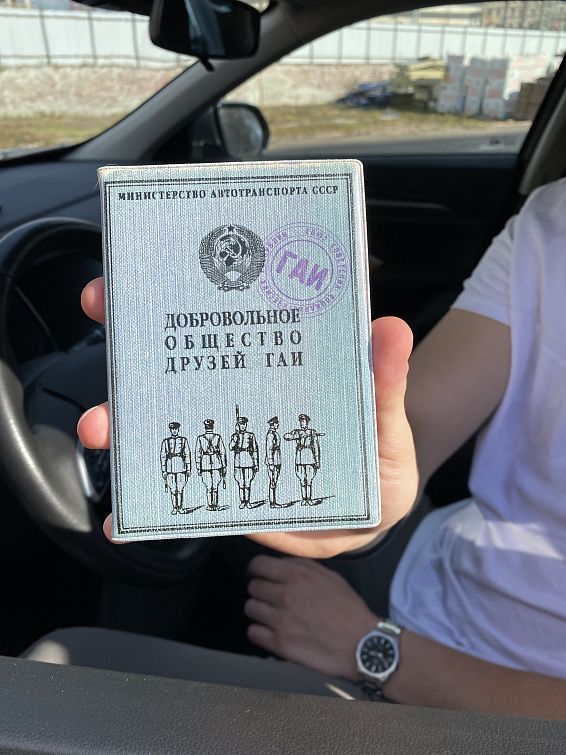 МИНИСТЕРСТВО АВТОТРАНСПОРТА СССР
ГАИ
ДОБРОВОЛЬНОЕ
ОБЩЕСТВО
ДРУЗЕЙ ГАИ